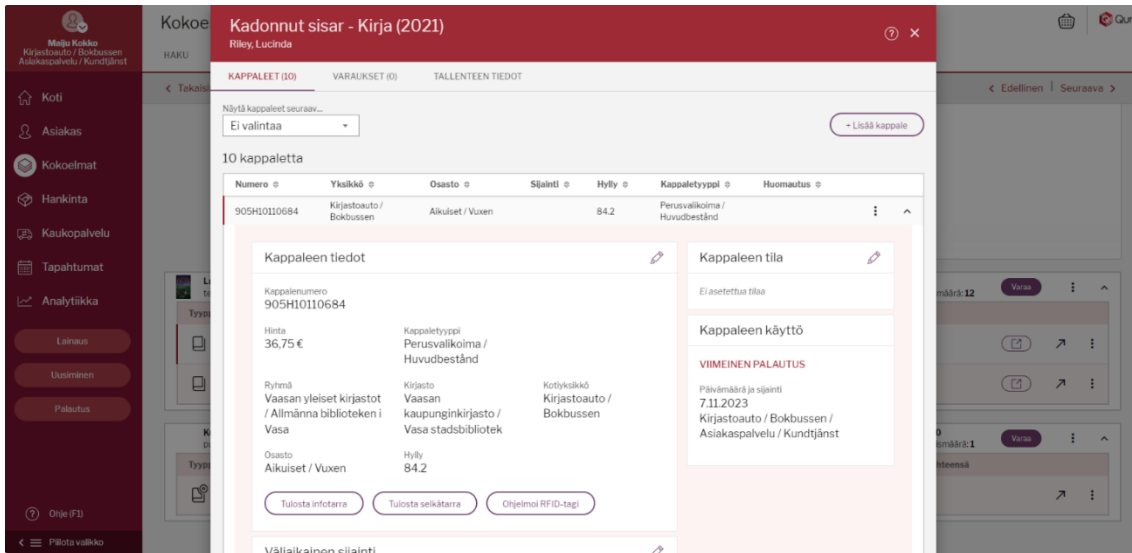 Maiju Kokko
Kirjastoauto / Bokbussen
Asiakaspalvelu / Kundtjänst
Koti
Asiakas
Kokoelmat
Hankinta
Kaukopalvelu
Tapahtumat
Analytiikka
Lainaus
Uusiminen
Palautus
Ohje (F1)
Piilota valikko
Kokoe
HAKU
< Takaisi
< Edellinen | Seuraava >
Kadonnut sisar - Kirja (2021)
Riley, Lucinda
KAPPALEET (10) VARAUKSET (0) TALLENTEEN TIEDOT
Näytä kappaleet seuraav...
Ei valintaa
+ Lisää kappale
10 kappaletta
Numero Yksikkö Osasto Sijainti Hylly Kappaletyyppi Huomautus
905H10110684 Kirjastoauto / Bokbussen Aikuiset / Vuxen 84.2 Perusvalikoima / Huvudbestånd
Kappaleen tiedot
Kappalenumero
905H10110684
Hinta
36,75 €
Kappaletyyppi
Perusvalikoima /
Huvudbestånd
Ryhmä
Vaasan yleiset kirjastot
/ Allmänna biblioteken i
Vasa
Kirjasto
Vaasan
kaupunginkirjasto /
Vasa stadsbibliotek
Kotiyksikkö
Kirjastoauto /
Bokbussen
Osasto
Aikuiset / Vuxen
Hylly
84.2
Tulosta infotarra Tulosta selkätarra Ohjelmoi RFID-tagi
Väliaikainen sijainti
Kappaleen tila
Ei asetettua tilaa
Kappaleen käyttö
VIIMEINEN PALAUTUS
Päivämäärä ja sijainti
7.11.2023
Kirjastoauto / Bokbussen /
Asiakaspalvelu / Kundtjänst
määrä: 12 Varaa
Tyyp
ismäärä: 1 Varaa
Tyyp hteensä